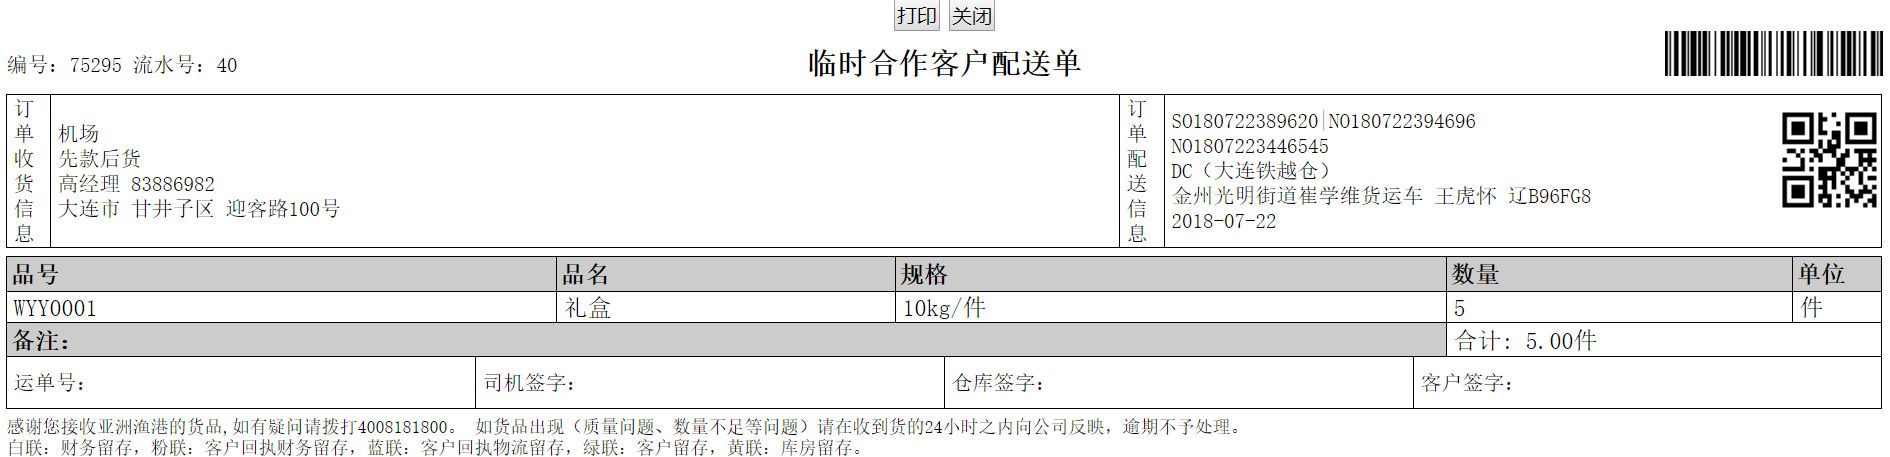 打印 关闭
编号：75295 流水号：40
临时合作客户配送单
订单收货信息
机场
先款后货
高经理 83886982
大连市 甘井子区 迎客路100号
订单配送信息
SO180722389620|NO180722394696
NO1807223446545
DC（大连铁越仓）
金州光明街道崔学维货运车 王虎怀 辽B96FG8
2018-07-22
品号 品名 规格 数量 单位
WYY0001 礼盒 10kg/件 5 件
备注： 合计: 5.00件
运单号： 司机签字： 仓库签字： 客户签字：
感谢您接收亚洲渔港的货品,如有疑问请拨打4008181800。 如货品出现（质量问题、数量不足等问题）请在收到货的24小时之内向公司反映，逾期不予处理。
白联：财务留存，粉联：客户回执财务留存，蓝联：客户回执物流留存，绿联：客户留存，黄联：库房留存。